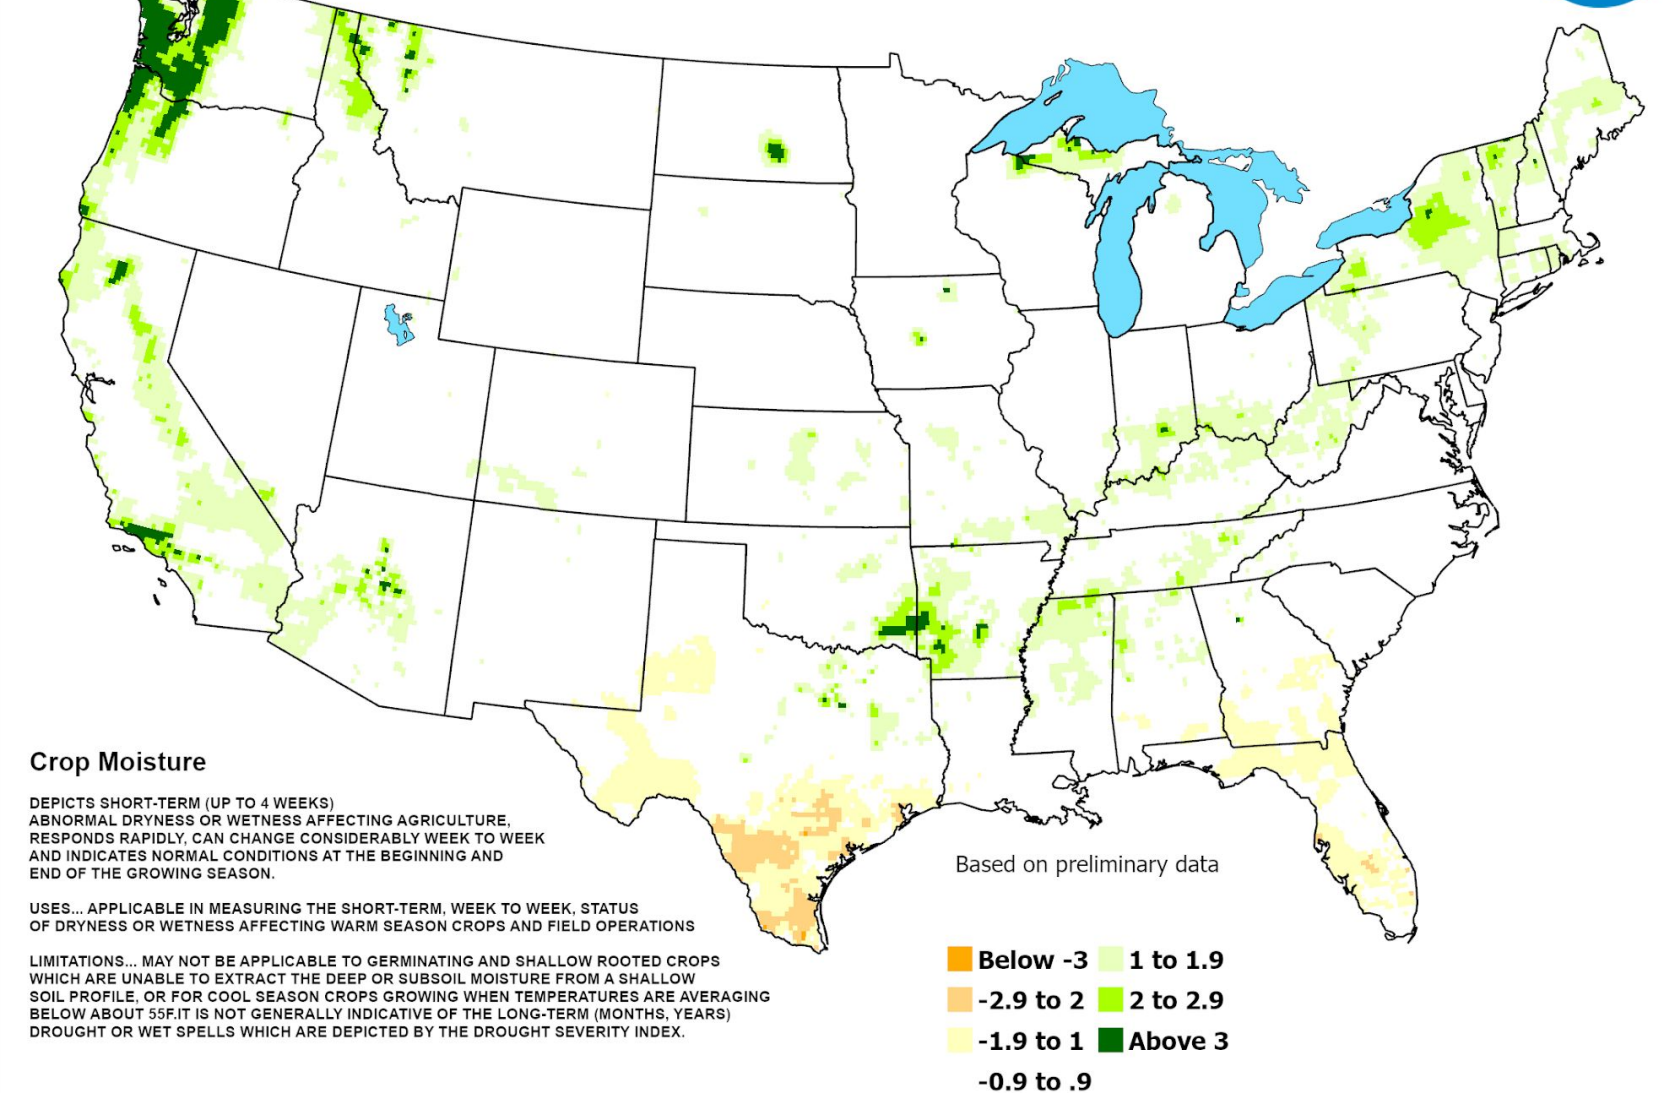 Crop Moisture
DEPICTS SHORT-TERM (UP TO 4 WEEKS)
ABNORMAL DRYNESS OR WETNESS AFFECTING AGRICULTURE,
RESPONDS RAPIDLY, CAN CHANGE CONSIDERABLY WEEK TO WEEK
AND INDICATES NORMAL CONDITIONS AT THE BEGINNING AND
END OF THE GROWING SEASON.
USES... APPLICABLE IN MEASURING THE SHORT-TERM, WEEK TO WEEK, STATUS
OF DRYNESS OR WETNESS AFFECTING WARM SEASON CROPS AND FIELD OPERATIONS
LIMITATIONS... MAY NOT BE APPLICABLE TO GERMINATING AND SHALLOW ROOTED CROPS
WHICH ARE UNABLE TO EXTRACT THE DEEP OR SUBSOIL MOISTURE FROM A SHALLOW
SOIL PROFILE, OR FOR COOL SEASON CROPS GROWING WHEN TEMPERATURES ARE AVERAGING
BELOW ABOUT 55F.IT IS NOT GENERALLY INDICATIVE OF THE LONG-TERM (MONTHS, YEARS)
DROUGHT OR WET SPELLS WHICH ARE DEPICTED BY THE DROUGHT SEVERITY INDEX.
Based on preliminary data
Below -3
-2.9 to 2
-1.9 to 1
-0.9 to .9
1 to 1.9
2 to 2.9
Above 3